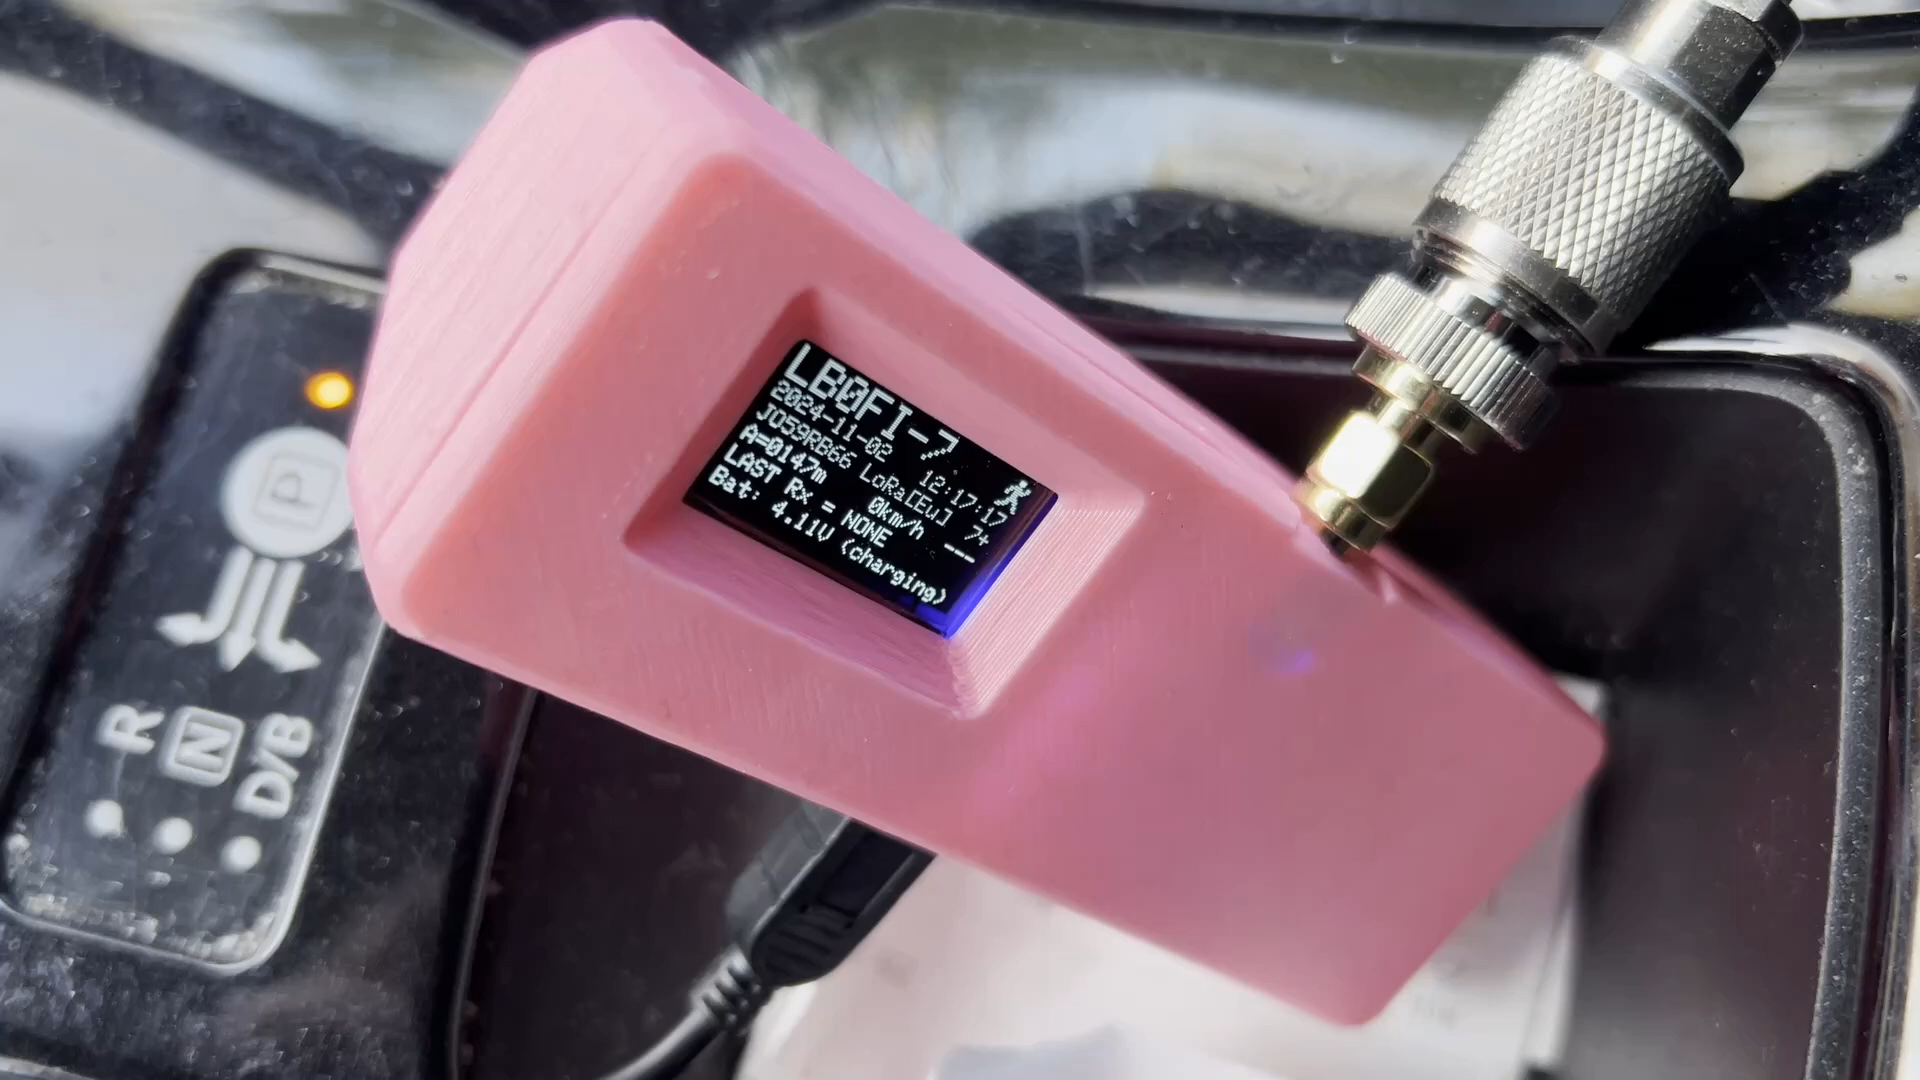 LB0FI-7
2024-11-02 12:17:17
JO59RB66 LoRa[Eu] 7+
A=0147m 0km/h ---
LAST Rx = NONE
Bat: 4.11V (charging)
P
R N D/B